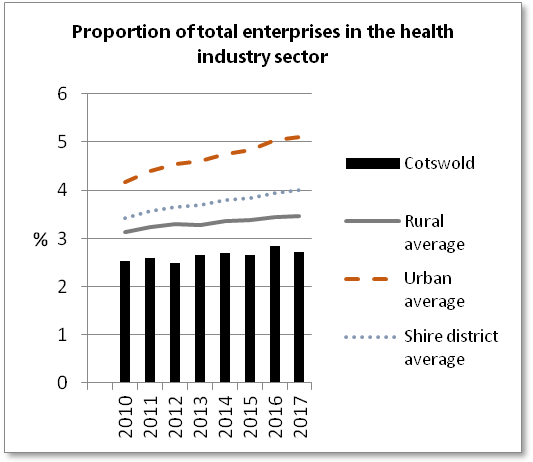 Proportion of total enterprises in the health
industry sector
6
5
4
3
2
1
0
%
2010
2011
2012
2013
2014
2015
2016
2017
Cotswold
Rural
average
Urban
average
Shire district
average